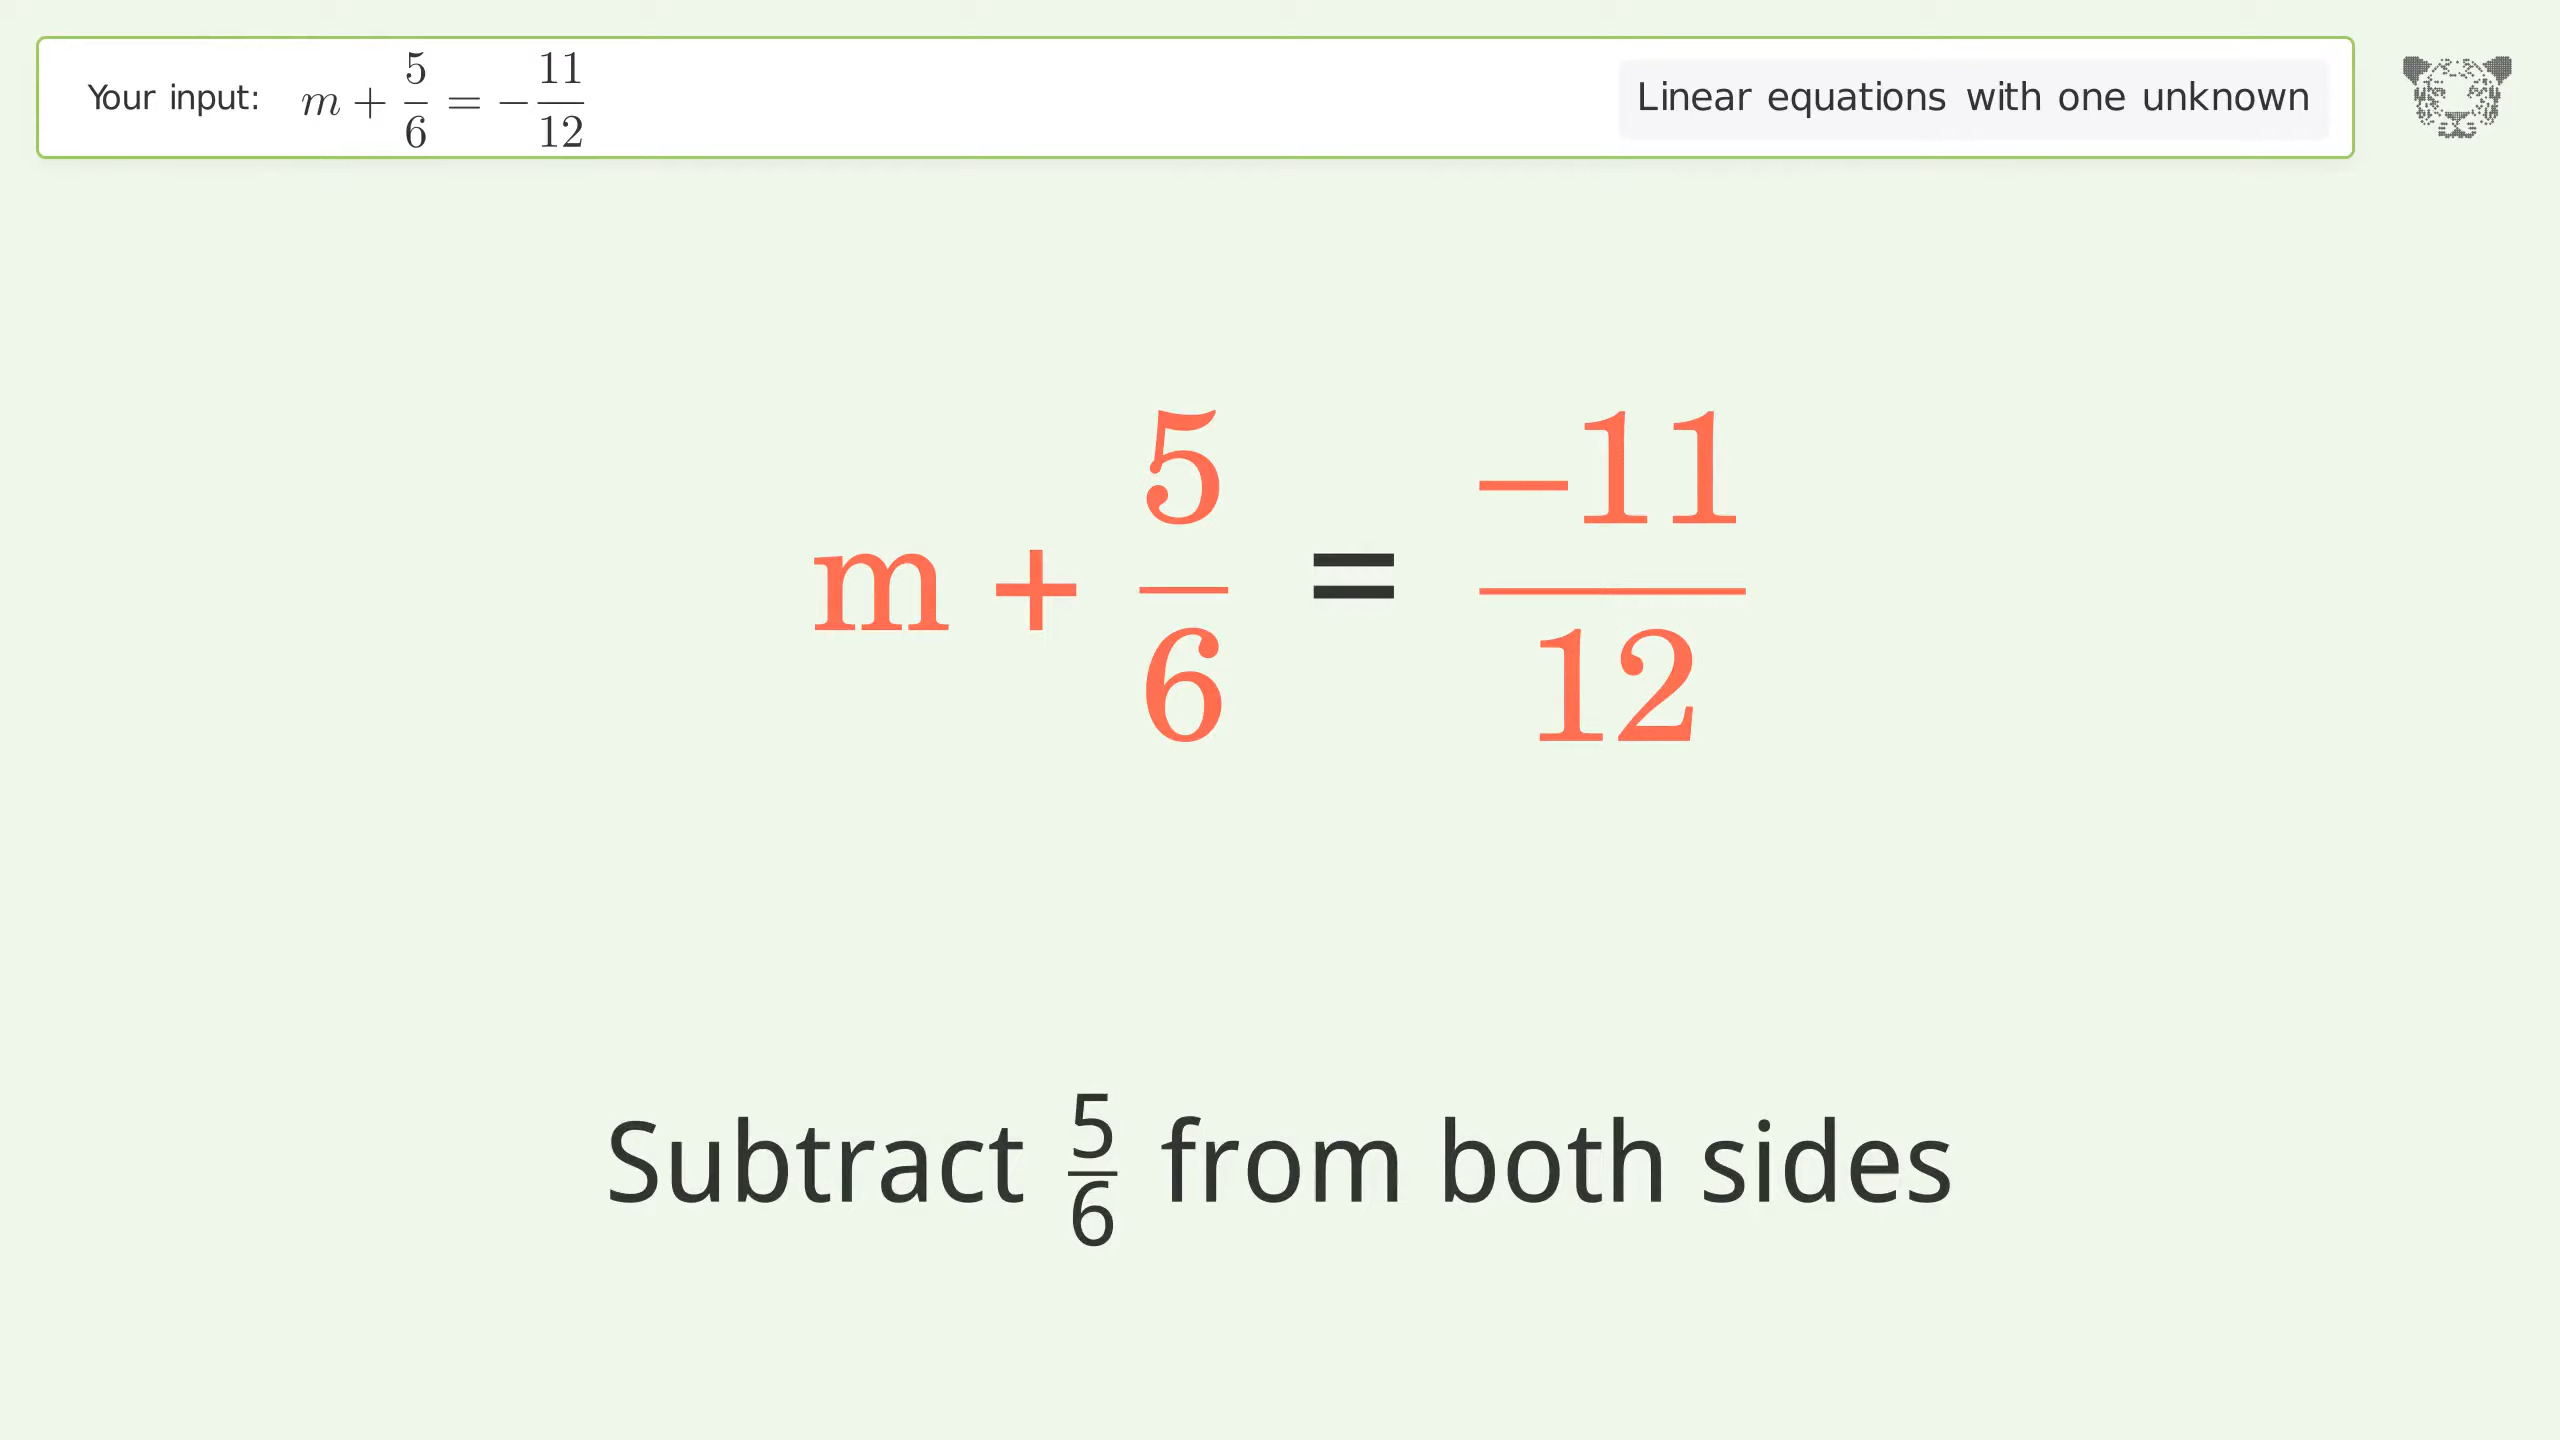 Your input: m + 5/6 = -11/12 Linear equations with one unknown
m + 5/6 = -11/12
Subtract 5/6 from both sides